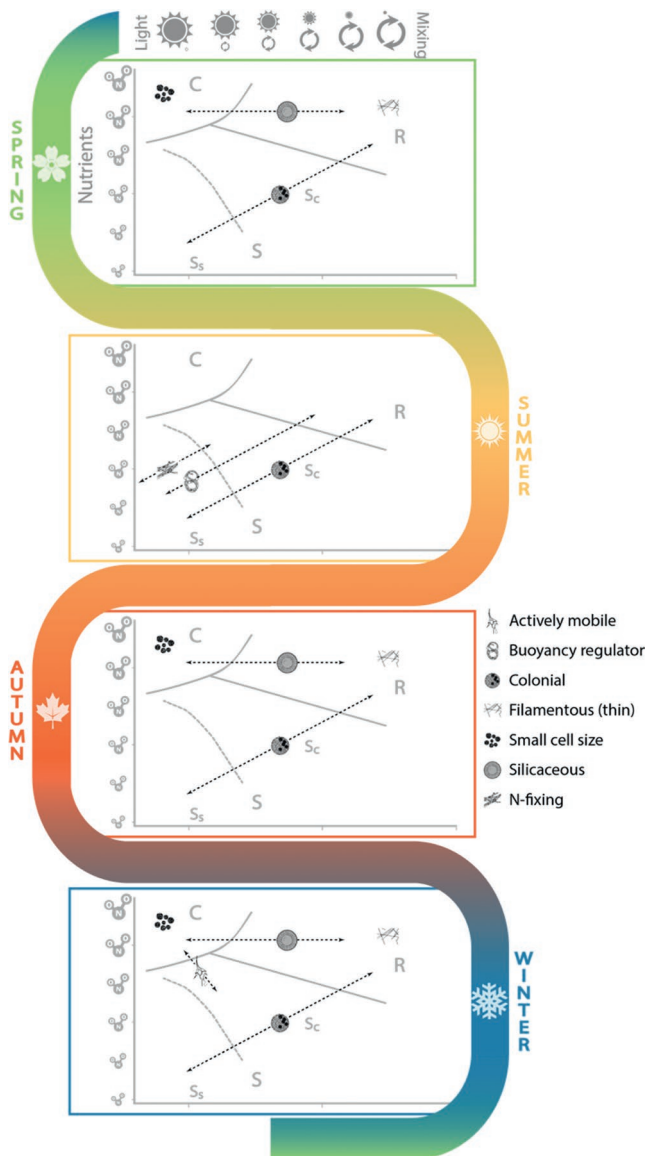 Light
Mixing
SPRING
Nutrients
C
R
Sc
S
Ss
SUMMER
C
R
Sc
S
Ss
AUTUMN
C
R
Sc
S
Ss
Actively mobile
Buoyancy regulator
Colonial
Filamentous (thin)
Small cell size
Silicaceous
N-fixing
WINTER
C
R
Sc
S
Ss